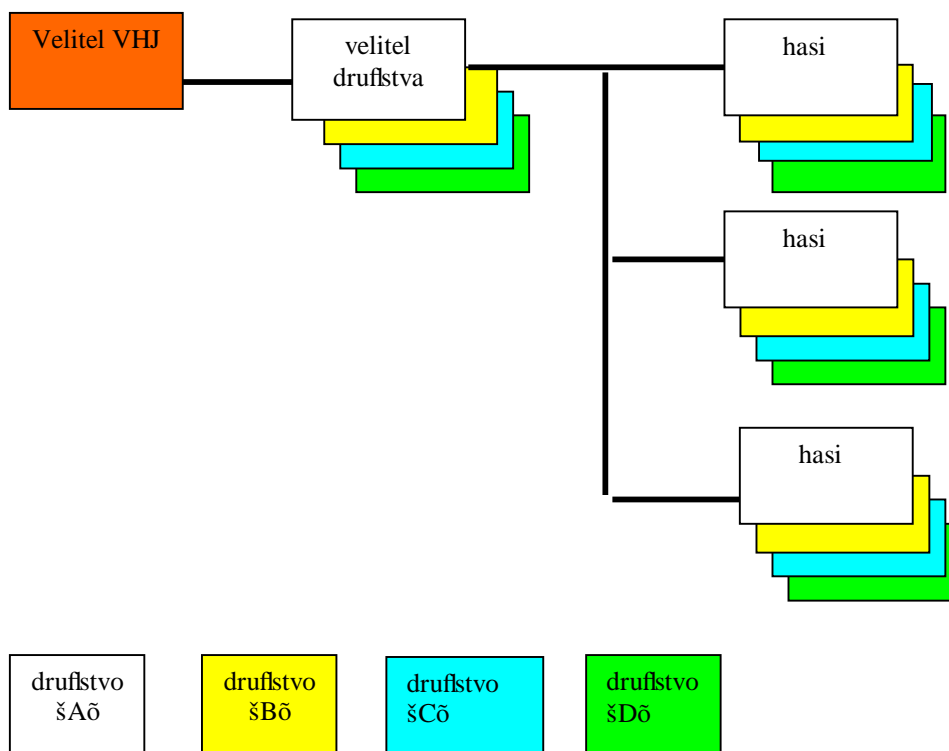 Velitel VHJ
velitel
druflstva
hasi
hasi
hasi
druflstvo
šAõ
druflstvo
šBõ
druflstvo
šCõ
druflstvo
šDõ